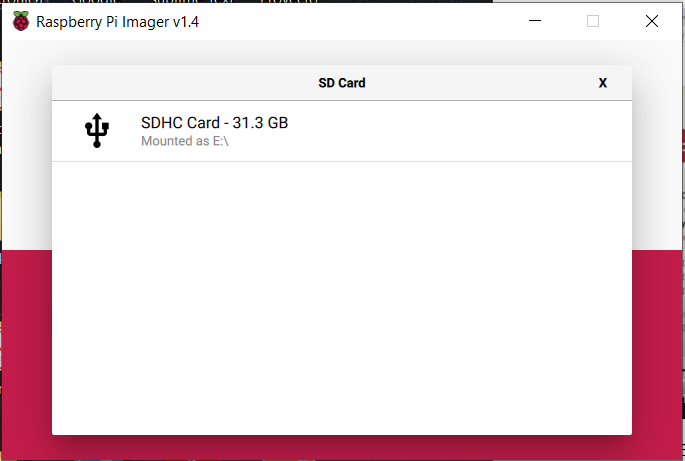 Raspberry Pi Imager v1.4
SD Card
X
SDHC Card - 31.3 GB
Mounted as E:\